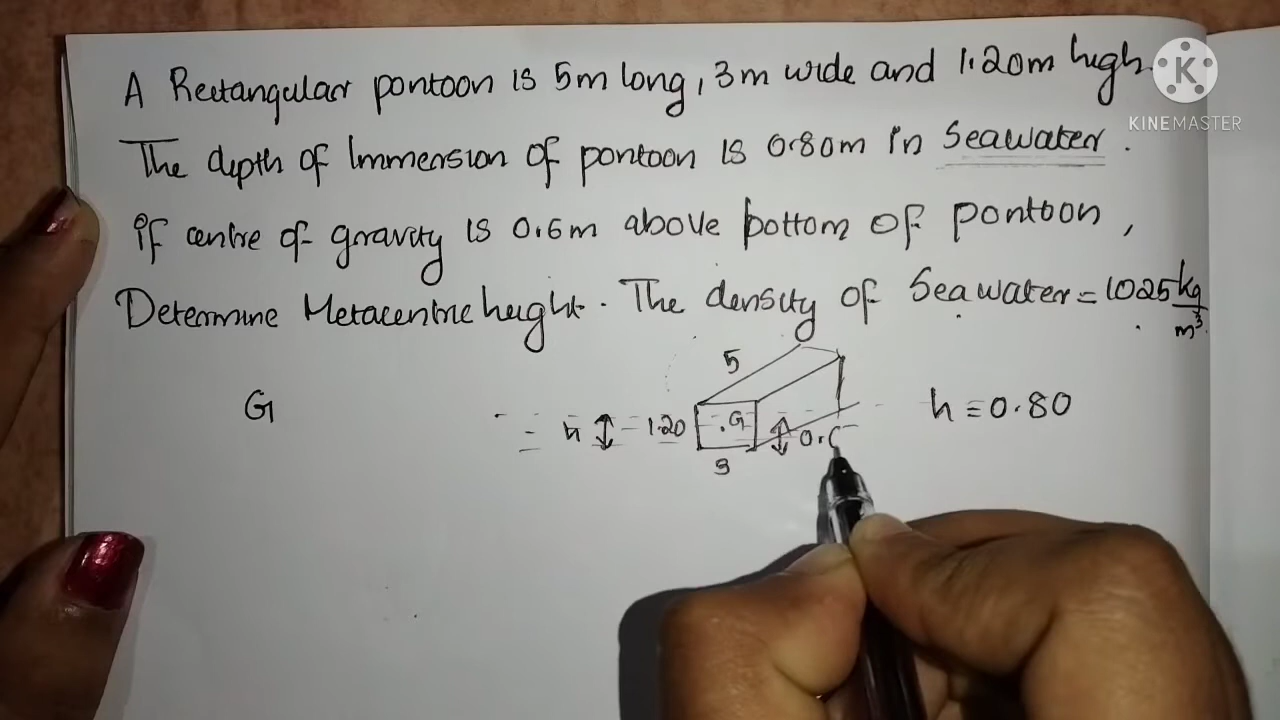 A Rectangular pontoon is 5m long, 3m wide and 1.20m high.
The depth of Immersion of pontoon is 0.80m in Seawater.
If centre of gravity is 0.6m above bottom of pontoon,
Determine Metacentric height. The density of Seawater = 1025 kg/m³.
K
KINEMASTER
5
G
h
1.20
.G
0.6
h = 0.80
3